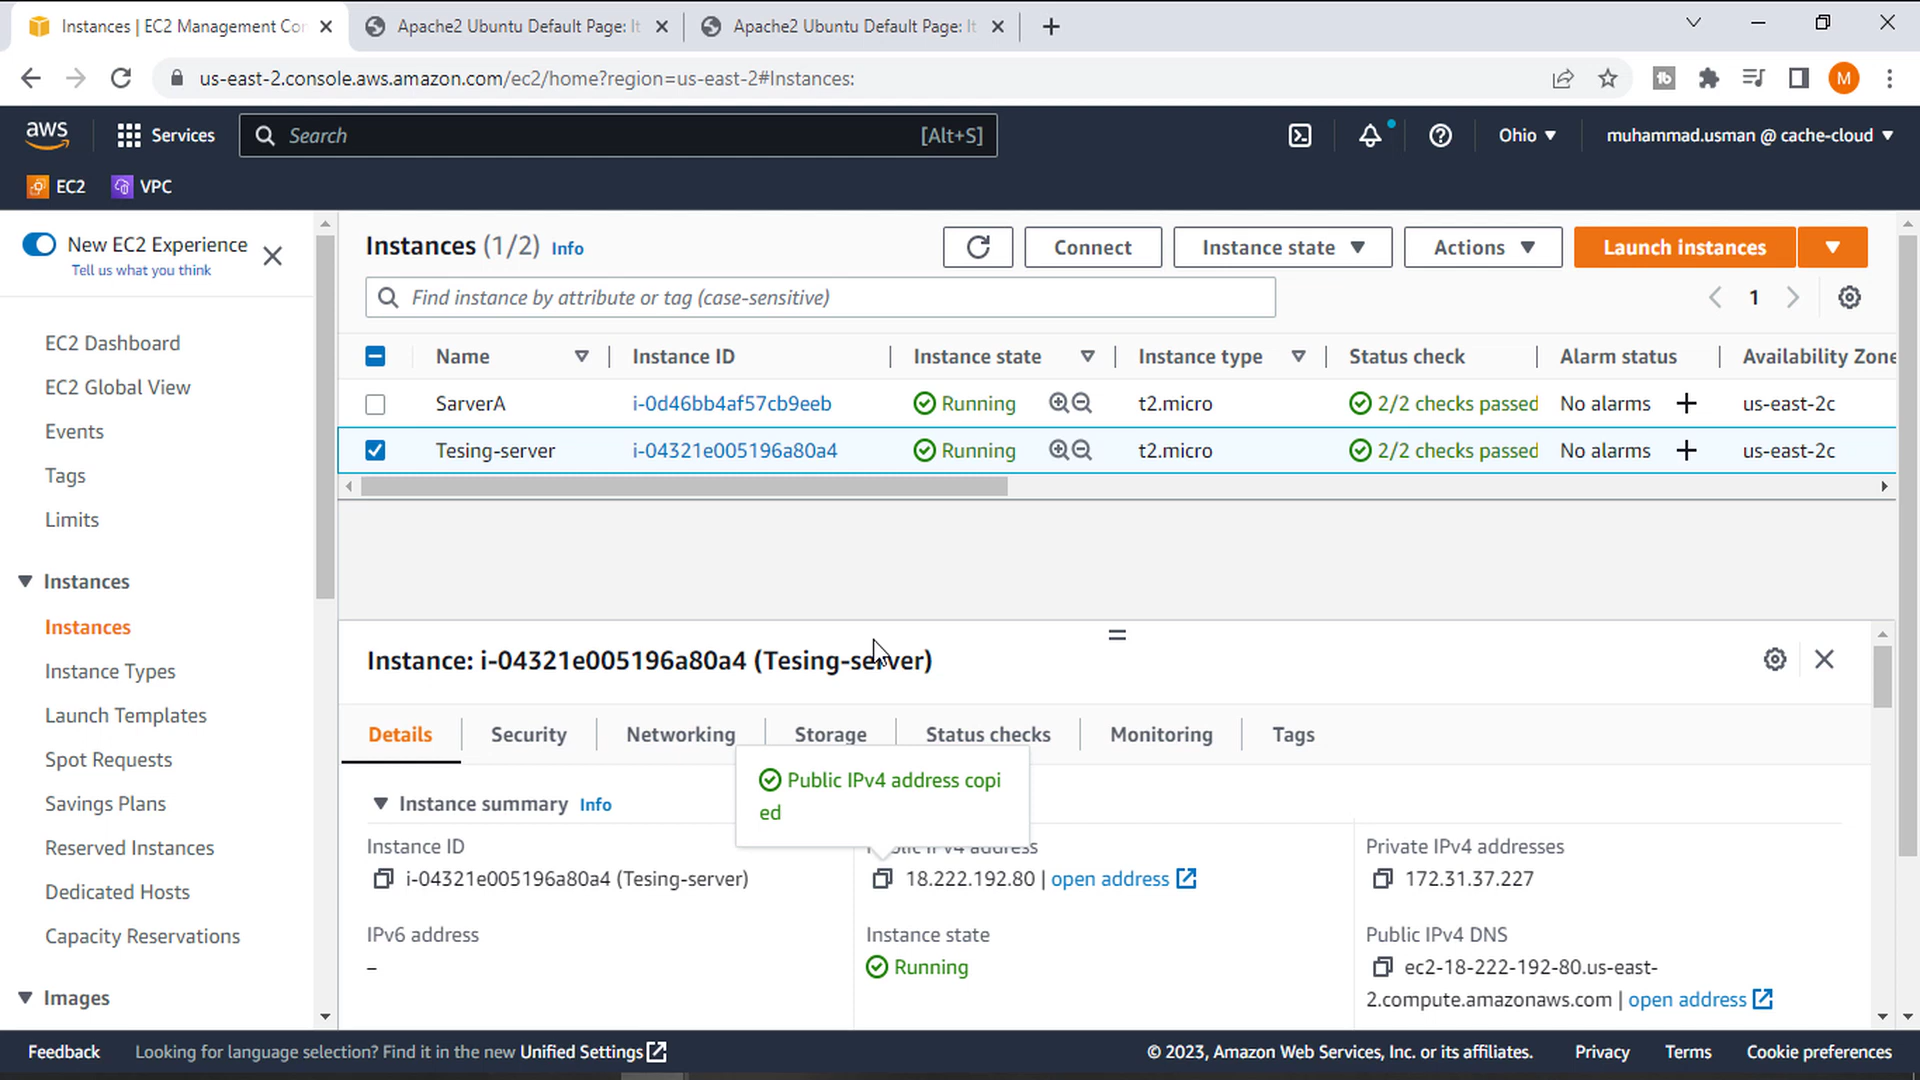 Instances | EC2 Management Con
Apache2 Ubuntu Default Page: It
Apache2 Ubuntu Default Page: It
us-east-2.console.aws.amazon.com/ec2/home?region=us-east-2#Instances:
M
aws
Services
Search
[Alt+S]
Ohio
muhammad.usman @ cache-cloud
EC2
VPC
New EC2 Experience
Tell us what you think
EC2 Dashboard
EC2 Global View
Events
Tags
Limits
Instances
Instances
Instance Types
Launch Templates
Spot Requests
Savings Plans
Reserved Instances
Dedicated Hosts
Capacity Reservations
Images
Instances (1/2) Info
Connect
Instance state
Actions
Launch instances
Find instance by attribute or tag (case-sensitive)
1
Name Instance ID Instance state Instance type Status check Alarm status Availability Zone
SarverA i-0d46bb4af57cb9eeb Running t2.micro 2/2 checks passed No alarms us-east-2c
Tesing-server i-04321e005196a80a4 Running t2.micro 2/2 checks passed No alarms us-east-2c
Instance: i-04321e005196a80a4 (Tesing-server)
Details Security Networking Storage Status checks Monitoring Tags
Public IPv4 address copi
ed
Instance summary Info
Instance ID
i-04321e005196a80a4 (Tesing-server)
Public IPv4 address
18.222.192.80 | open address
Private IPv4 addresses
172.31.37.227
IPv6 address
–
Instance state
Running
Public IPv4 DNS
ec2-18-222-192-80.us-east-
2.compute.amazonaws.com | open address
Feedback
Looking for language selection? Find it in the new Unified Settings
© 2023, Amazon Web Services, Inc. or its affiliates.
Privacy
Terms
Cookie preferences